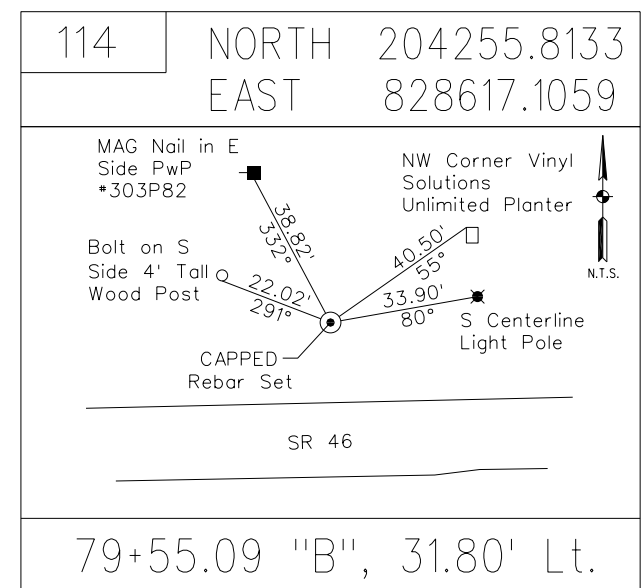 114
NORTH 204255.8133
EAST 828617.1059
MAG Nail in E
Side PwP
*303P82
NW Corner Vinyl
Solutions
Unlimited Planter
N.T.S.
38.82'
332°
40.50'
55°
Bolt on S
Side 4' Tall
Wood Post
22.02'
291°
33.90'
80°
S Centerline
Light Pole
CAPPED
Rebar Set
SR 46
79+55.09 "B", 31.80' Lt.